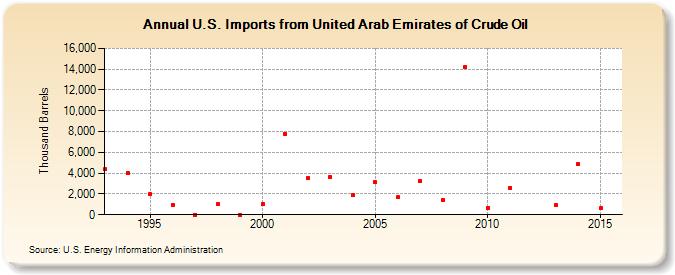 Annual U.S. Imports from United Arab Emirates of Crude Oil
Thousand Barrels
16,000
14,000
12,000
10,000
8,000
6,000
4,000
2,000
0
1995 2000 2005 2010 2015
Source: U.S. Energy Information Administration